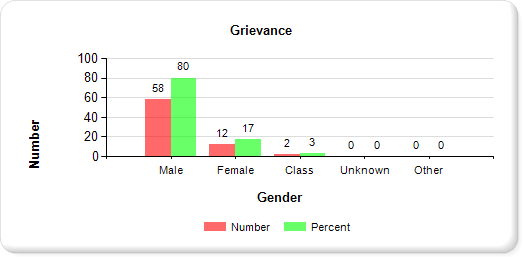 Grievance
100
80
60
40
20
0
Number
58 80
12 17
2 3
0 0
0 0
Male Female Class Unknown Other
Gender
Number Percent